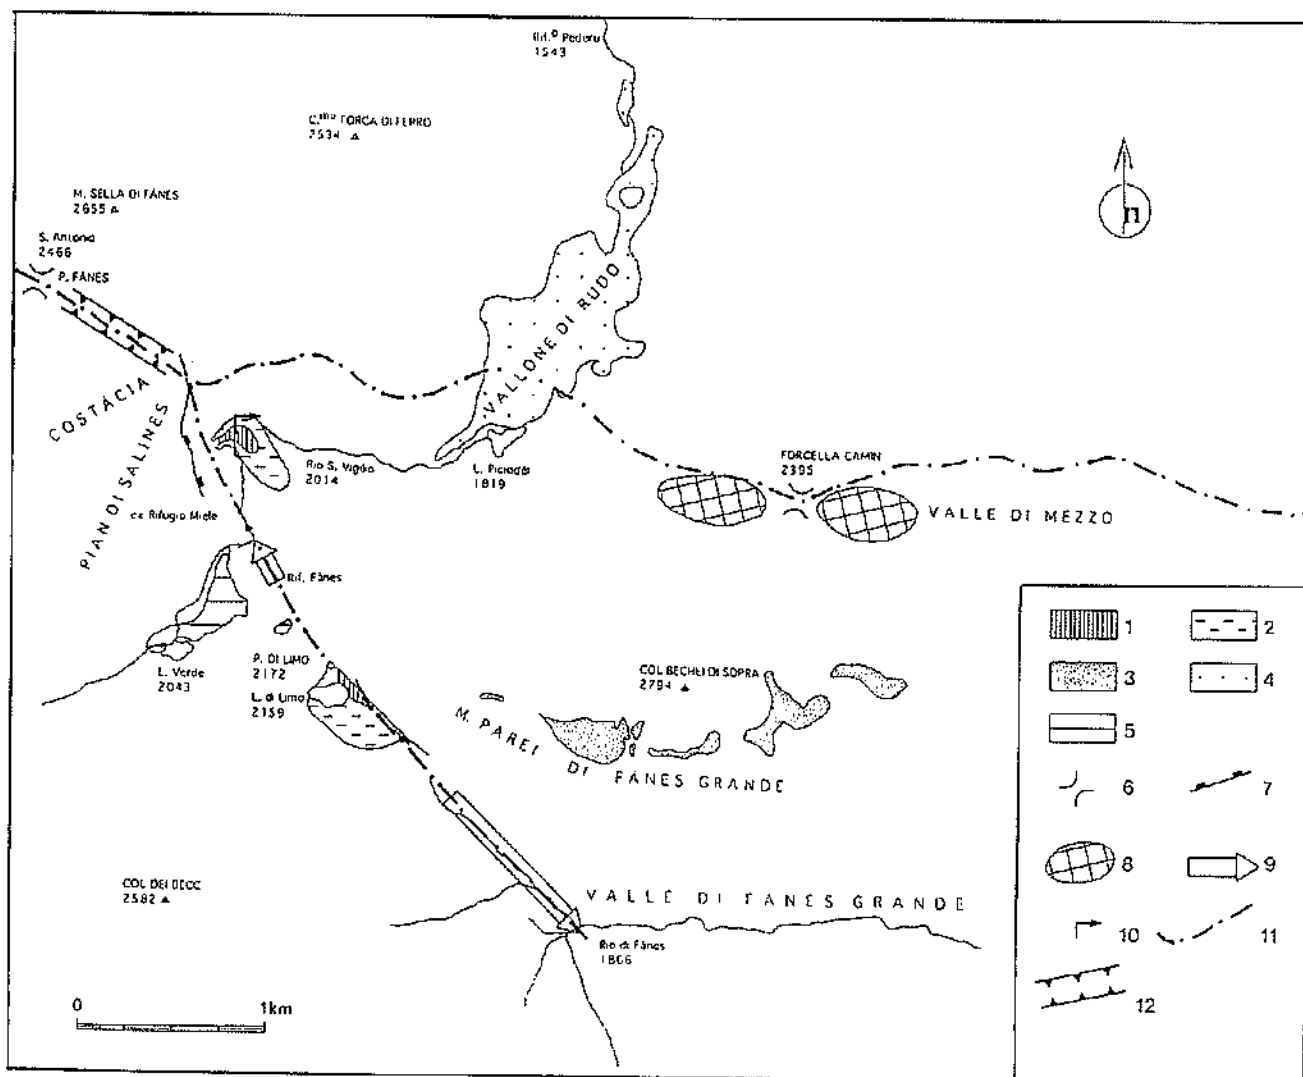 Rif.o Pederu
1543
C.ma FORCA DI FERRO
2534
M. SELLA DI FÀNES
2655
S. Antonio
2466
P. FÀNES
n
VALLONE DI RUDO
COSTÀCIA
PIAN DI SALINES
Rio S. Vigilio
2014
L. Piciodèl
1819
FORCELLA CAMIN
2395
VALLE DI MEZZO
ex Rifugio Miele
Rif. Fànes
L. Verde
2043
P. DI LIMO
2172
L. di Limo
2159
COL BECHEI DI SOPRA
2794
M. PAREI DI FÀNES GRANDE
COL DEI BECC
2582
VALLE DI FANES GRANDE
Rio di Fànes
1866
0 1km
1 2
3 4
5
6 7
8 9
10 11
12